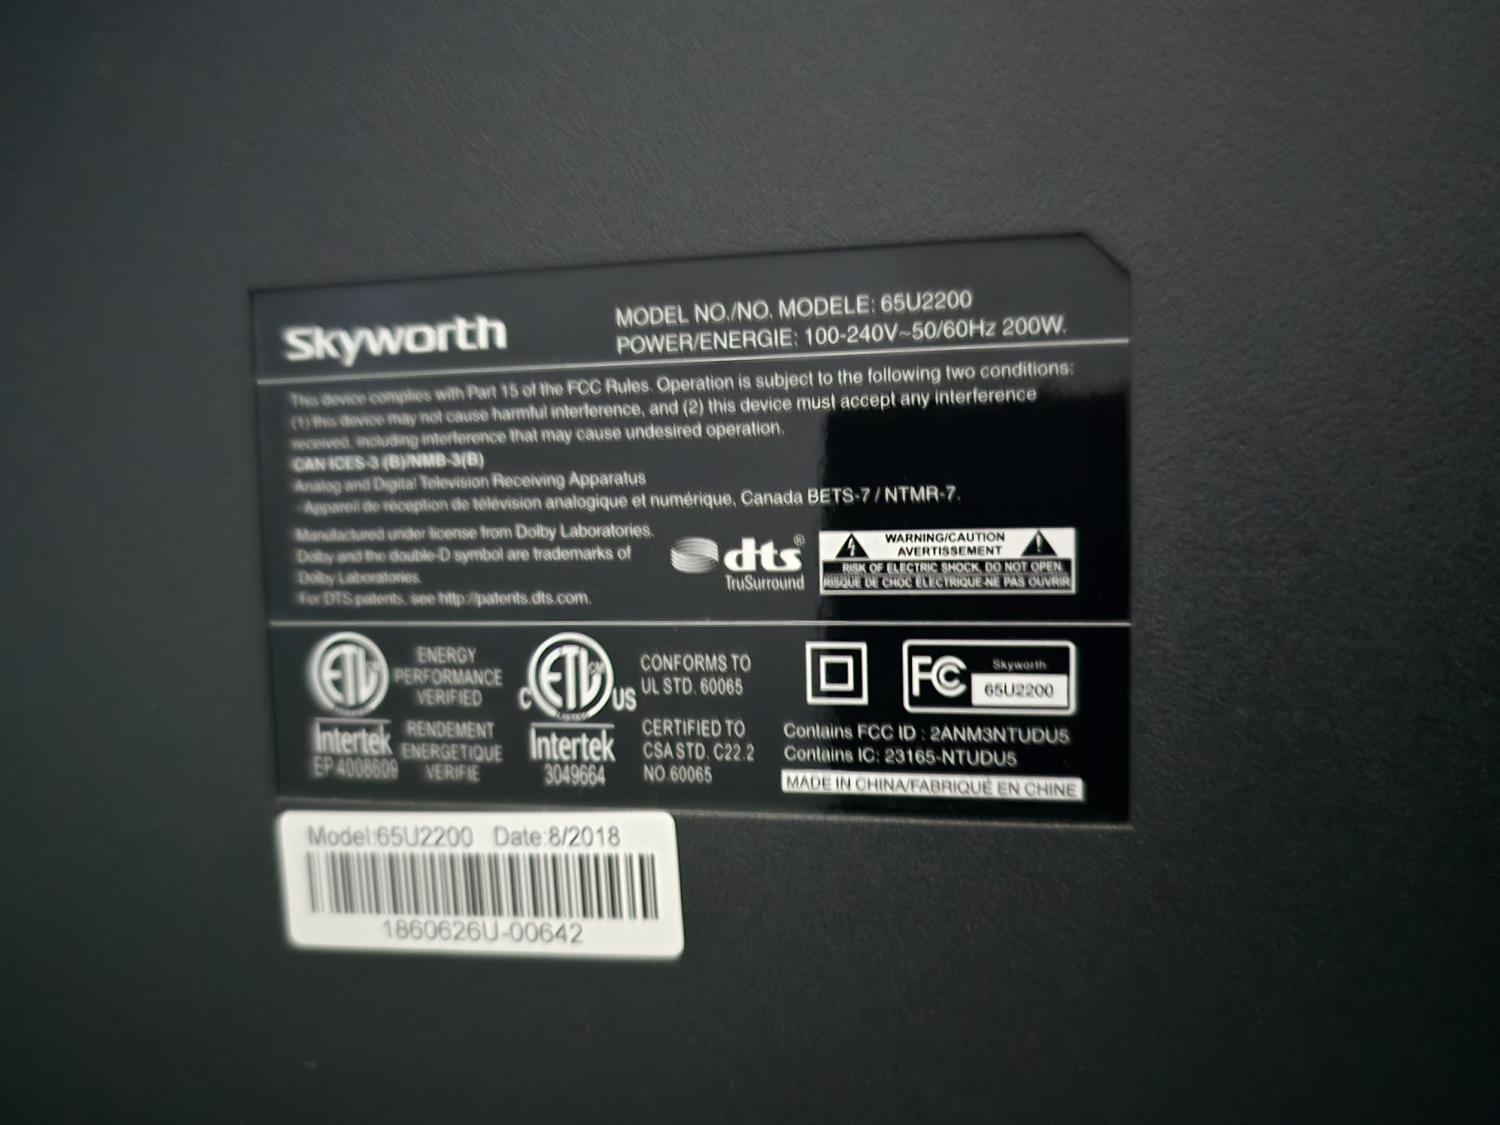 Skyworth
MODEL NO./NO. MODELE: 65U2200
POWER/ENERGIE: 100-240V~50/60Hz 200W.
This device complies with Part 15 of the FCC Rules. Operation is subject to the following two conditions:
(1) this device may not cause harmful interference, and (2) this device must accept any interference
received, including interference that may cause undesired operation.
CAN ICES-3 (B)/NMB-3(B)
Analog and Digital Television Receiving Apparatus
- Appareil de réception de télévision analogique et numérique, Canada BETS-7 / NTMR-7.
Manufactured under license from Dolby Laboratories.
Dolby and the double-D symbol are trademarks of
Dolby Laboratories.
For DTS patents, see http://patents.dts.com.
dts®
TruSurround
WARNING/CAUTION
AVERTISSEMENT
RISK OF ELECTRIC SHOCK, DO NOT OPEN
RISQUE DE CHOC ELECTRIQUE-NE PAS OUVRIR
ETL
Intertek
EP 4008609
ENERGY
PERFORMANCE
VERIFIED
RENDEMENT
ENERGETIQUE
VERIFIE
C ETL CM US
LISTED
Intertek
3049664
CONFORMS TO
UL STD. 60065
CERTIFIED TO
CSA STD. C22.2
NO 60065
FC
Skyworth
65U2200
Contains FCC ID : 2ANM3NTUDU5
Contains IC: 23165-NTUDU5
MADE IN CHINA/FABRIQUÉ EN CHINE
Model:65U2200 Date:8/2018
1860626U-00642